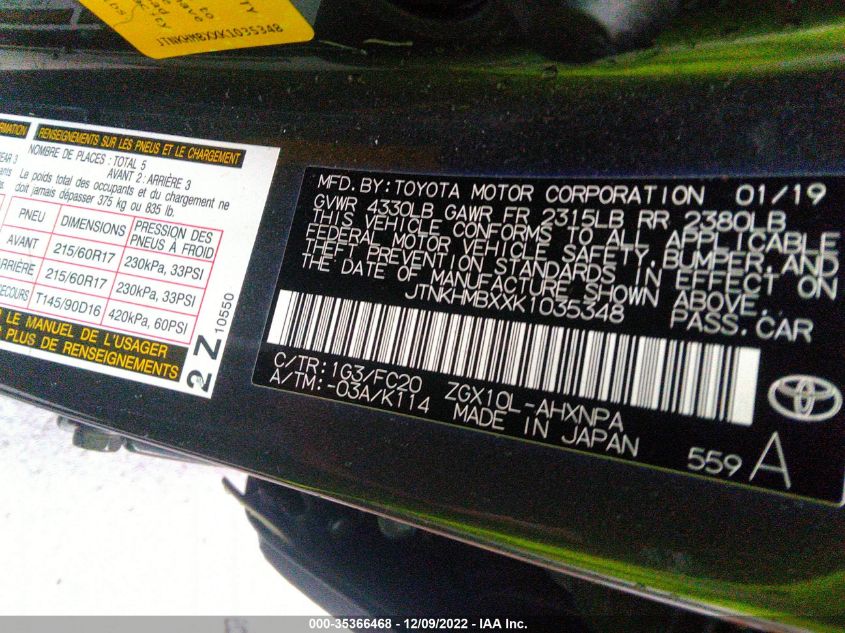 to
JTNKHMBXXK1035348
RENSEIGNEMENTS SUR LES PNEUS ET LE CHARGEMENT
NOMBRE DE PLACES : TOTAL 5
AVANT 2 : ARRIÈRE 3
Le poids total des occupants et du chargement ne
doit jamais dépasser 375 kg ou 835 lb.
PNEU DIMENSIONS PRESSION DES PNEUS À FROID
AVANT 215/60R17 230kPa, 33PSI
ARRIÈRE 215/60R17 230kPa, 33PSI
T145/90D16 420kPa, 60PSI
LE MANUEL DE L'USAGER
PLUS DE RENSEIGNEMENTS
2Z 10550
MFD. BY: TOYOTA MOTOR CORPORATION 01/19
GVWR 4330LB GAWR FR 2315LB RR 2380LB
THIS VEHICLE CONFORMS TO ALL APPLICABLE
FEDERAL MOTOR VEHICLE SAFETY, BUMPER, AND
THEFT PREVENTION STANDARDS IN EFFECT ON
THE DATE OF MANUFACTURE SHOWN ABOVE.
JTNKHMBXXK1035348 PASS. CAR
C/TR: 1G3/FC20 ZGX10L-AHXNPA
A/TM: -03A/K114 MADE IN JAPAN
559 A
000-35366468 - 12/09/2022 - IAA Inc.